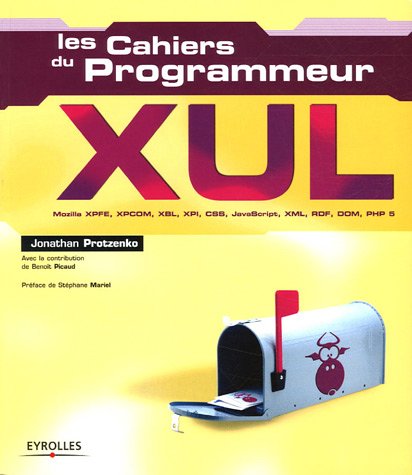 les Cahiers
du Programmeur
XUL
Mozilla XPFE, XPCOM, XBL, XPI, CSS, JavaScript, XML, RDF, DOM, PHP 5
Jonathan Protzenko
Avec la contribution
de Benoît Picaud
Préface de Stéphane Mariel
EYROLLES